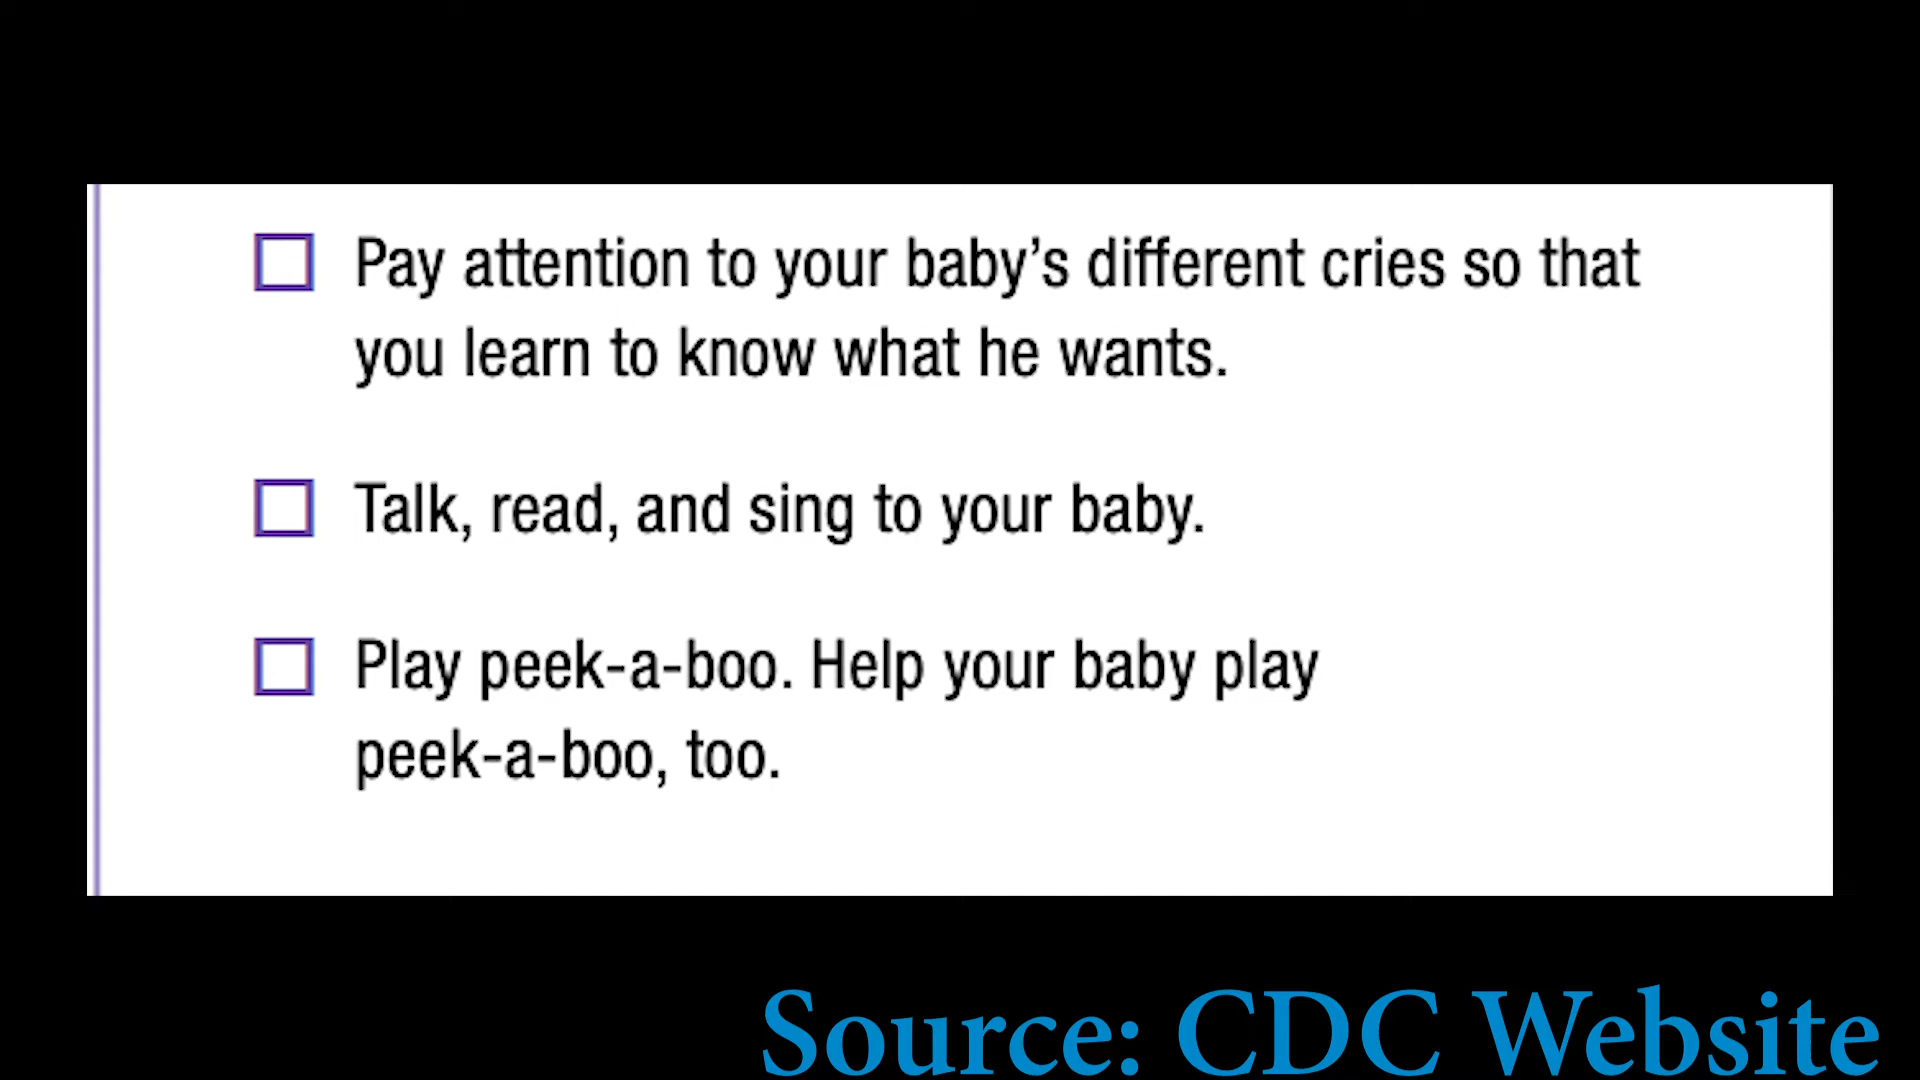 Pay attention to your baby’s different cries so that
you learn to know what he wants.
Talk, read, and sing to your baby.
Play peek-a-boo. Help your baby play
peek-a-boo, too.
Source: CDC Website